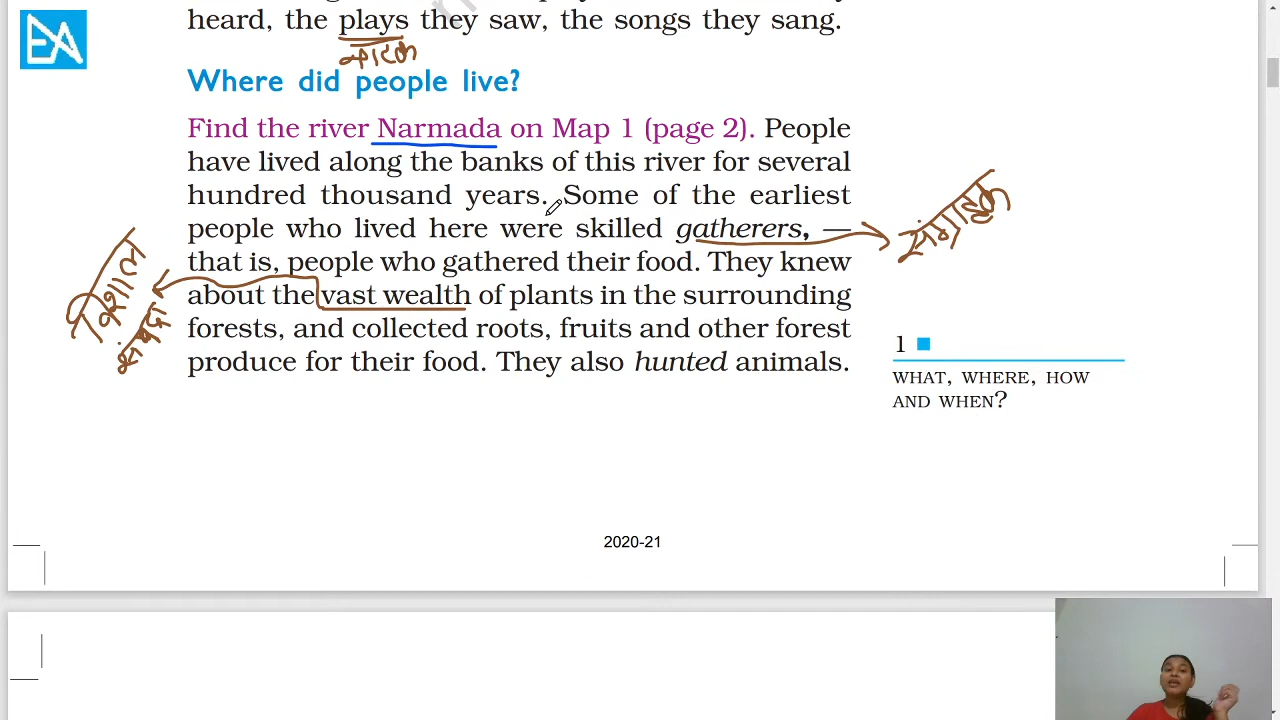 EA
heard, the plays they saw, the songs they sang.
नाटक
Where did people live?
Find the river Narmada on Map 1 (page 2). People
have lived along the banks of this river for several
hundred thousand years. Some of the earliest
people who lived here were skilled gatherers, —
संग्राहक
that is, people who gathered their food. They knew
about the vast wealth of plants in the surrounding
विशाल
संपदा
forests, and collected roots, fruits and other forest
produce for their food. They also hunted animals.
1
WHAT, WHERE, HOW
AND WHEN?
2020-21